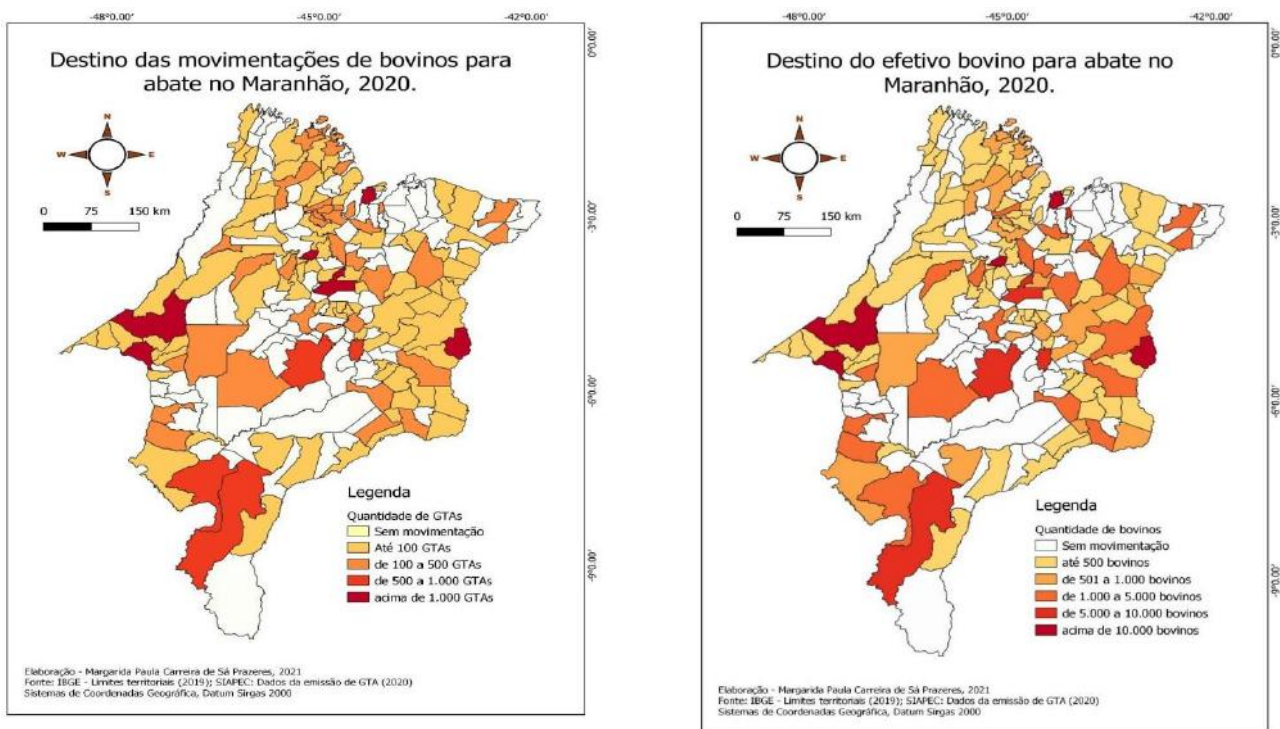 -48°0.00'
-45°0.00'
-42°0.00'
0°0.00'
-3°0.00'
-6°0.00'
-9°0.00'
Destino das movimentações de bovinos para
abate no Maranhão, 2020.
N
W
E
S
0 75 150 km
Legenda
Quantidade de GTAs
Sem movimentação
Até 100 GTAs
de 100 a 500 GTAs
de 500 a 1.000 GTAs
acima de 1.000 GTAs
Elaboração - Margarida Paula Carreira de Sá Prazeres, 2021
Fonte: IBGE - Limites territoriais (2019); SIAPEC: Dados da emissão de GTA (2020)
Sistemas de Coordenadas Geográfica, Datum Sirgas 2000
-48°0.00'
-45°0.00'
-42°0.00'
0°0.00'
-3°0.00'
-6°0.00'
-9°0.00'
Destino do efetivo bovino para abate no
Maranhão, 2020.
N
W
E
S
0 75 150 km
Legenda
Quantidade de bovinos
Sem movimentação
até 500 bovinos
de 501 a 1.000 bovinos
de 1.000 a 5.000 bovinos
de 5.000 a 10.000 bovinos
acima de 10.000 bovinos
Elaboração - Margarida Paula Carreira de Sá Prazeres, 2021
Fonte: IBGE - Limites territoriais (2019); SIAPEC: Dados da emissão de GTA (2020)
Sistemas de Coordenadas Geográfica, Datum Sirgas 2000